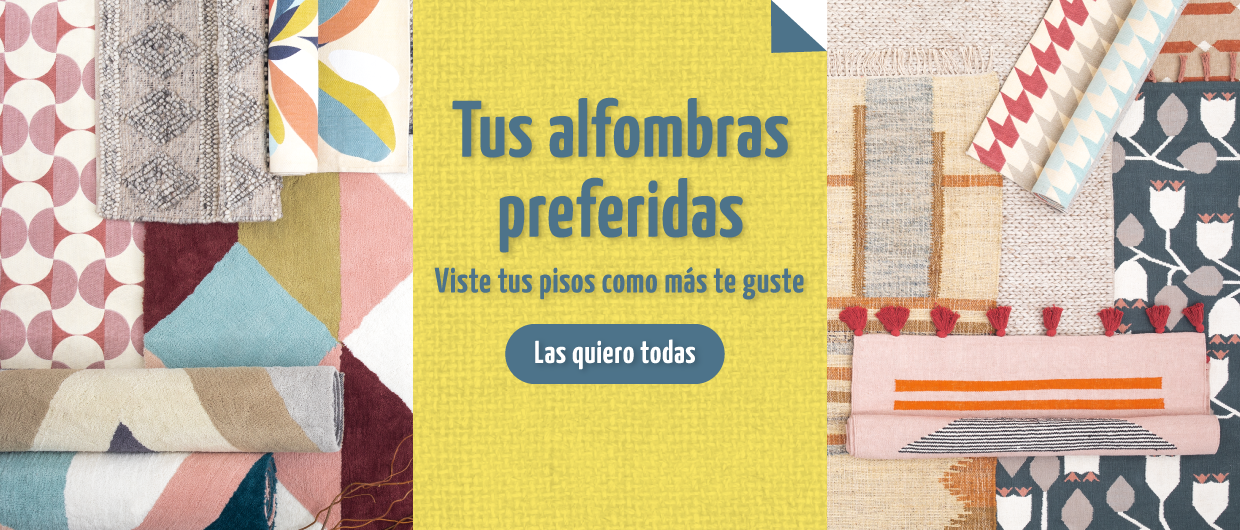 Tus alfombras
preferidas
Viste tus pisos como más te guste
Las quiero todas